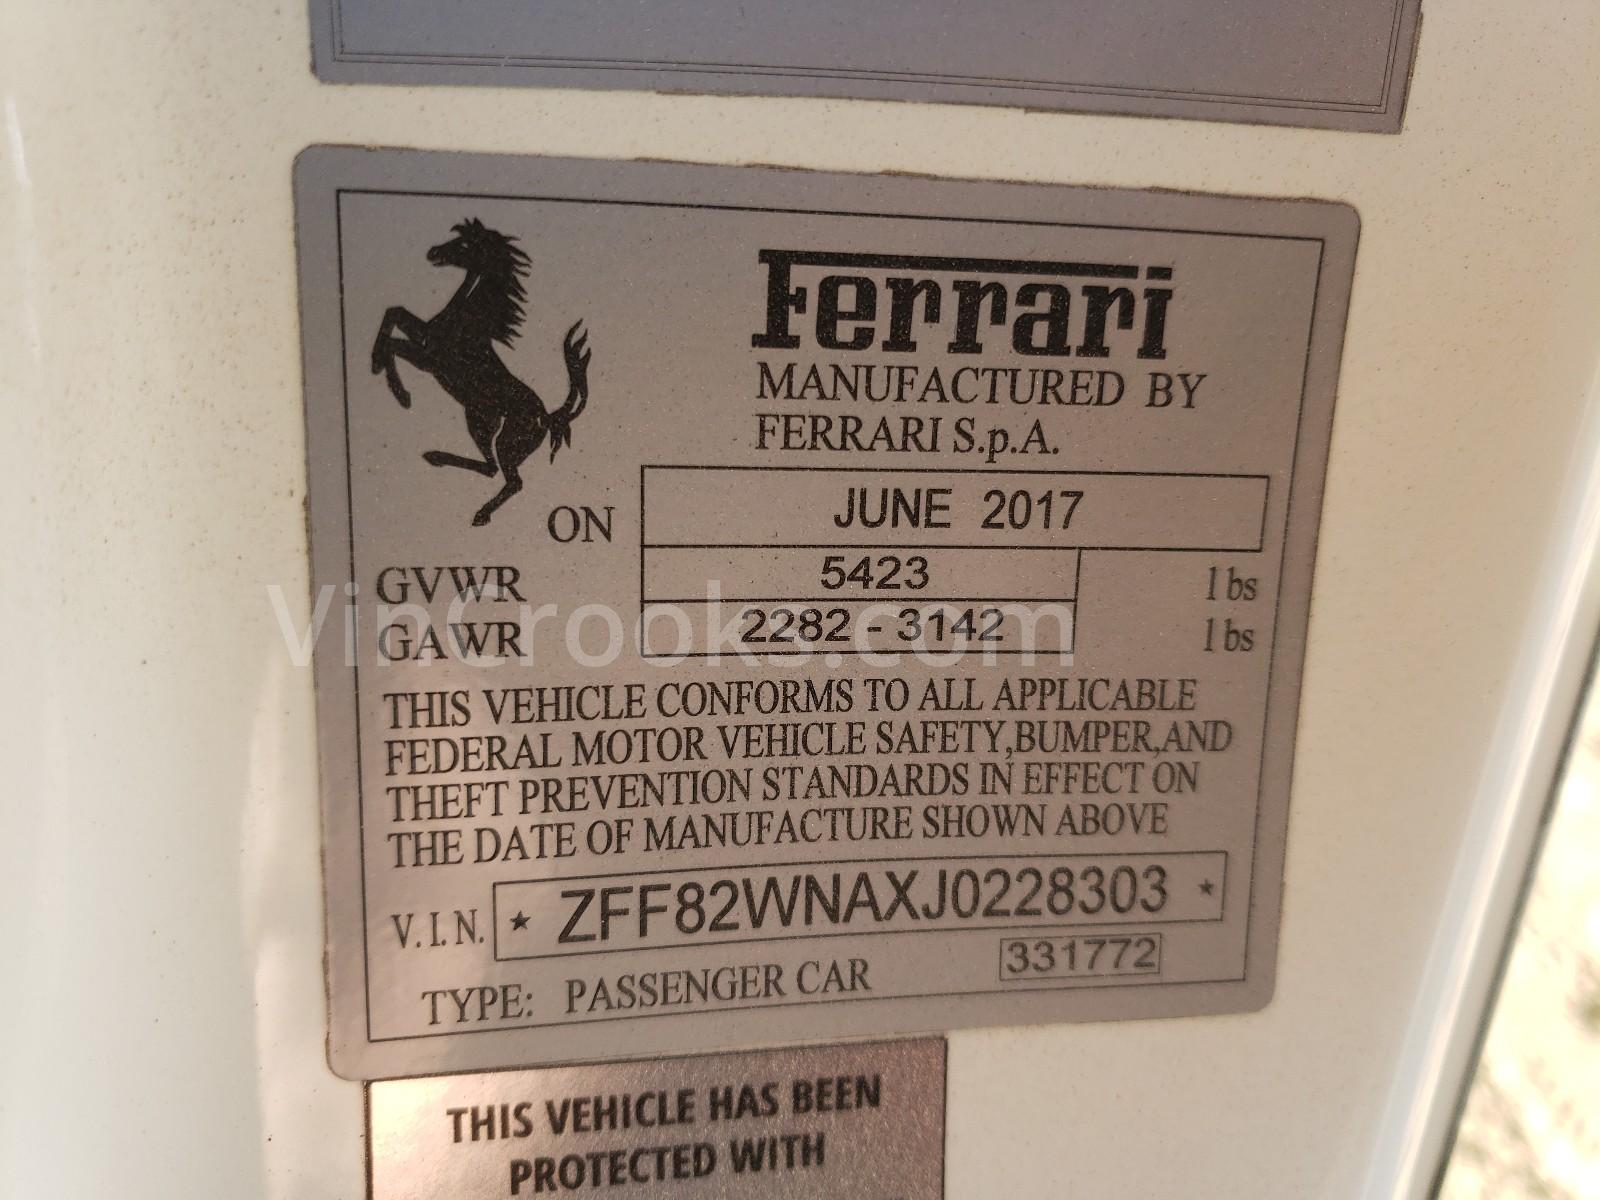 Ferrari
MANUFACTURED BY
FERRARI S.p.A.
ON JUNE 2017
GVWR 5423 lbs
GAWR 2282 - 3142 lbs
VinCrooks.com
THIS VEHICLE CONFORMS TO ALL APPLICABLE
FEDERAL MOTOR VEHICLE SAFETY,BUMPER,AND
THEFT PREVENTION STANDARDS IN EFFECT ON
THE DATE OF MANUFACTURE SHOWN ABOVE
V.I.N. ★ ZFF82WNAXJ0228303 ★
TYPE: PASSENGER CAR 331772
THIS VEHICLE HAS BEEN
PROTECTED WITH